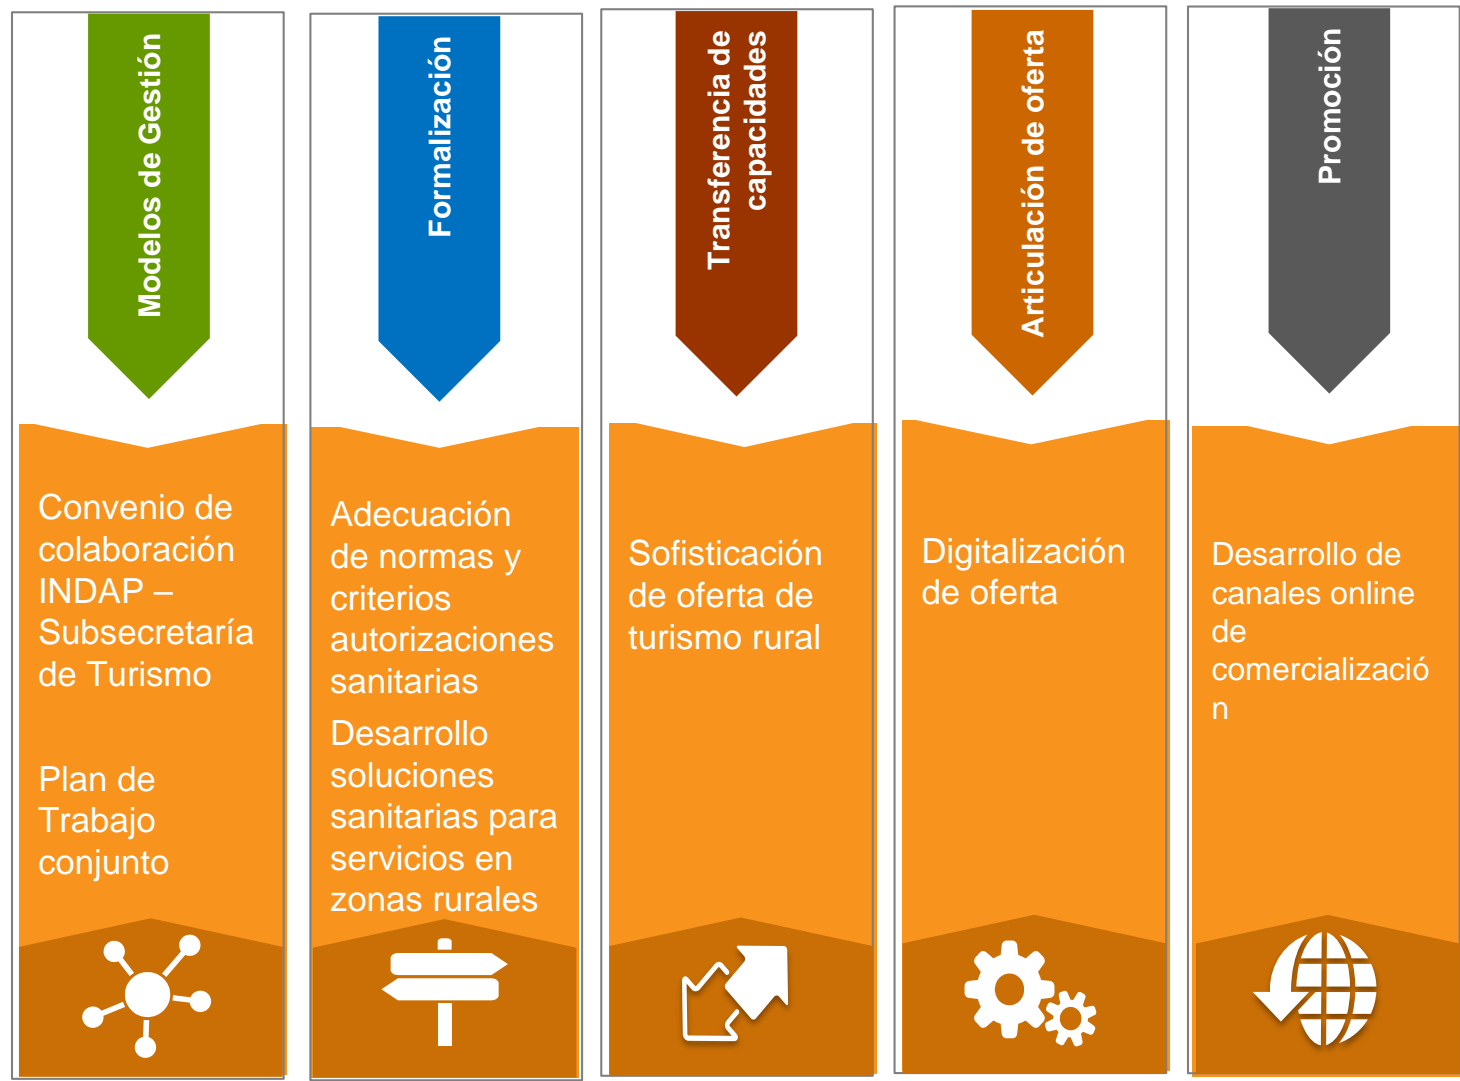 Modelos de Gestión
Convenio de
colaboración
INDAP –
Subsecretaría
de Turismo
Plan de
Trabajo
conjunto
Formalización
Adecuación
de normas y
criterios
autorizaciones
sanitarias
Desarrollo
soluciones
sanitarias para
servicios en
zonas rurales
Transferencia de
capacidades
Sofisticación
de oferta de
turismo rural
Articulación de oferta
Digitalización
de oferta
Promoción
Desarrollo de
canales online
de
comercializació
n